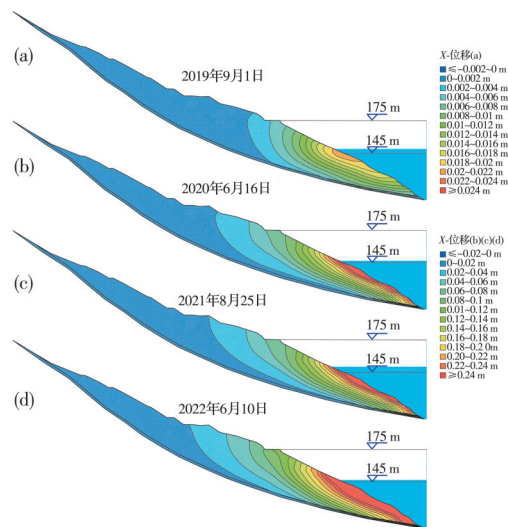 (a)
2019年9月1日
175 m
145 m
(b)
2020年6月16日
175 m
145 m
(c)
2021年8月25日
175 m
145 m
(d)
2022年6月10日
175 m
145 m
X-位移(a)
≤-0.002~0 m
0~0.002 m
0.002~0.004 m
0.004~0.006 m
0.006~0.008 m
0.008~0.01 m
0.01~0.012 m
0.012~0.014 m
0.014~0.016 m
0.016~0.018 m
0.018~0.02 m
0.02~0.022 m
0.022~0.024 m
≥0.024 m
X-位移(b)(c)(d)
≤-0.02~0 m
0~0.02 m
0.02~0.04 m
0.04~0.06 m
0.06~0.08 m
0.08~0.1 m
0.01~0.12 m
0.12~0.14 m
0.14~0.16 m
0.16~0.18 m
0.18~0.2 0m
0.20~0.22 m
0.22~0.24 m
≥0.24 m